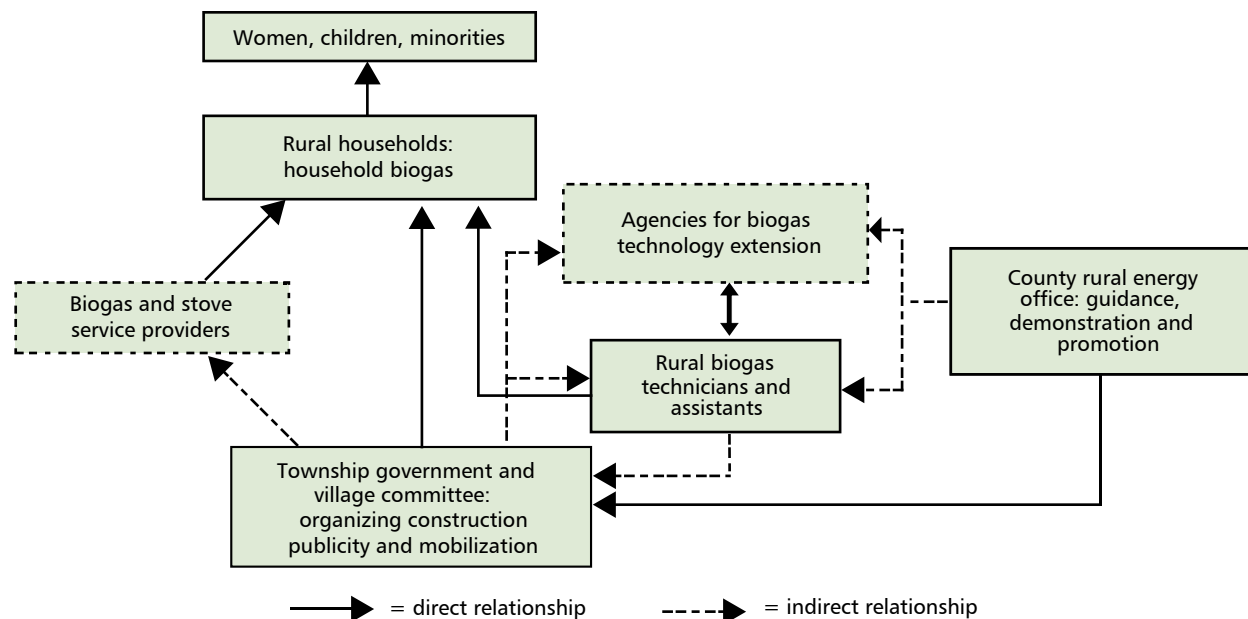 Women, children, minorities
Rural households:
household biogas
Agencies for biogas
technology extension
County rural energy
office: guidance,
demonstration and
promotion
Biogas and stove
service providers
Rural biogas
technicians and
assistants
Township government and
village committee:
organizing construction
publicity and mobilization
= direct relationship
= indirect relationship